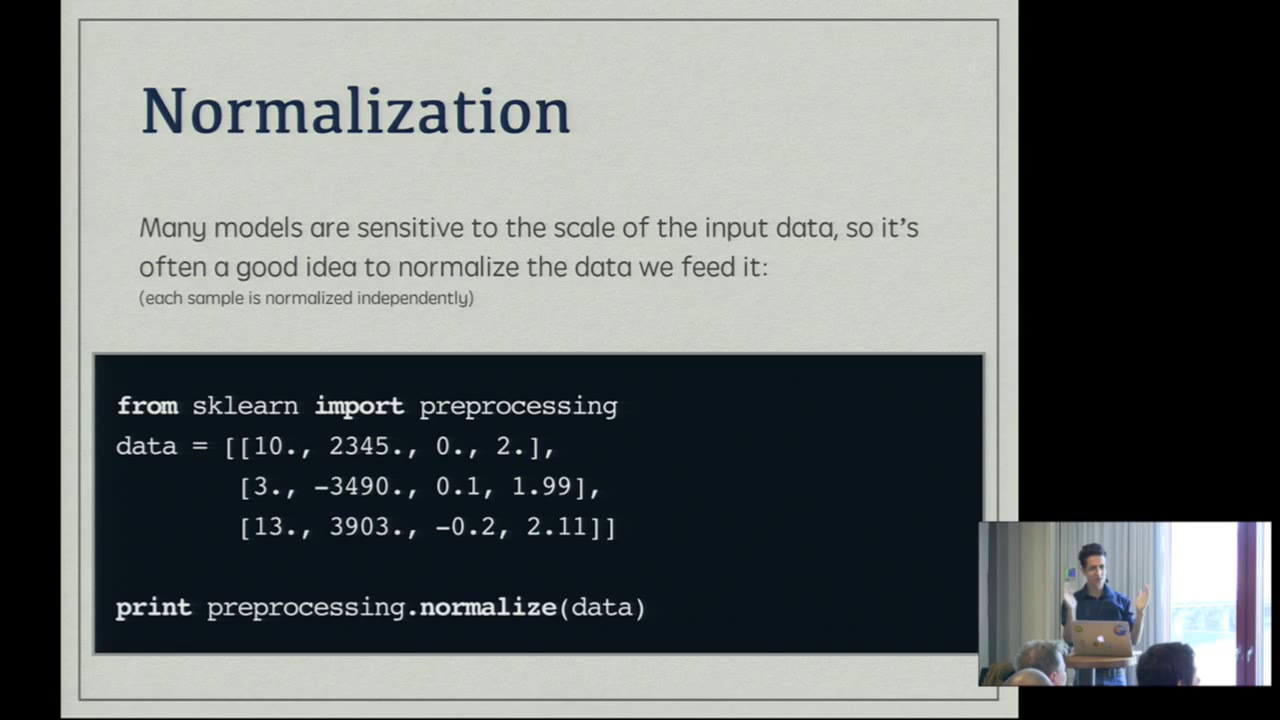 Normalization
Many models are sensitive to the scale of the input data, so it’s
often a good idea to normalize the data we feed it:
(each sample is normalized independently)
from sklearn import preprocessing
data = [[10., 2345., 0., 2.],
[3., -3490., 0.1, 1.99],
[13., 3903., -0.2, 2.11]]
print preprocessing.normalize(data)